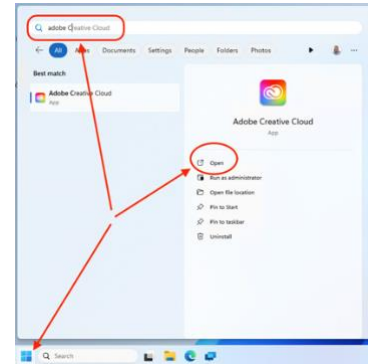 adobe Creative Cloud
All Apps Documents Settings People Folders Photos
Best match
Adobe Creative Cloud
App
Adobe Creative Cloud
App
Open
Run as administrator
Open file location
Pin to Start
Pin to taskbar
Uninstall
Search